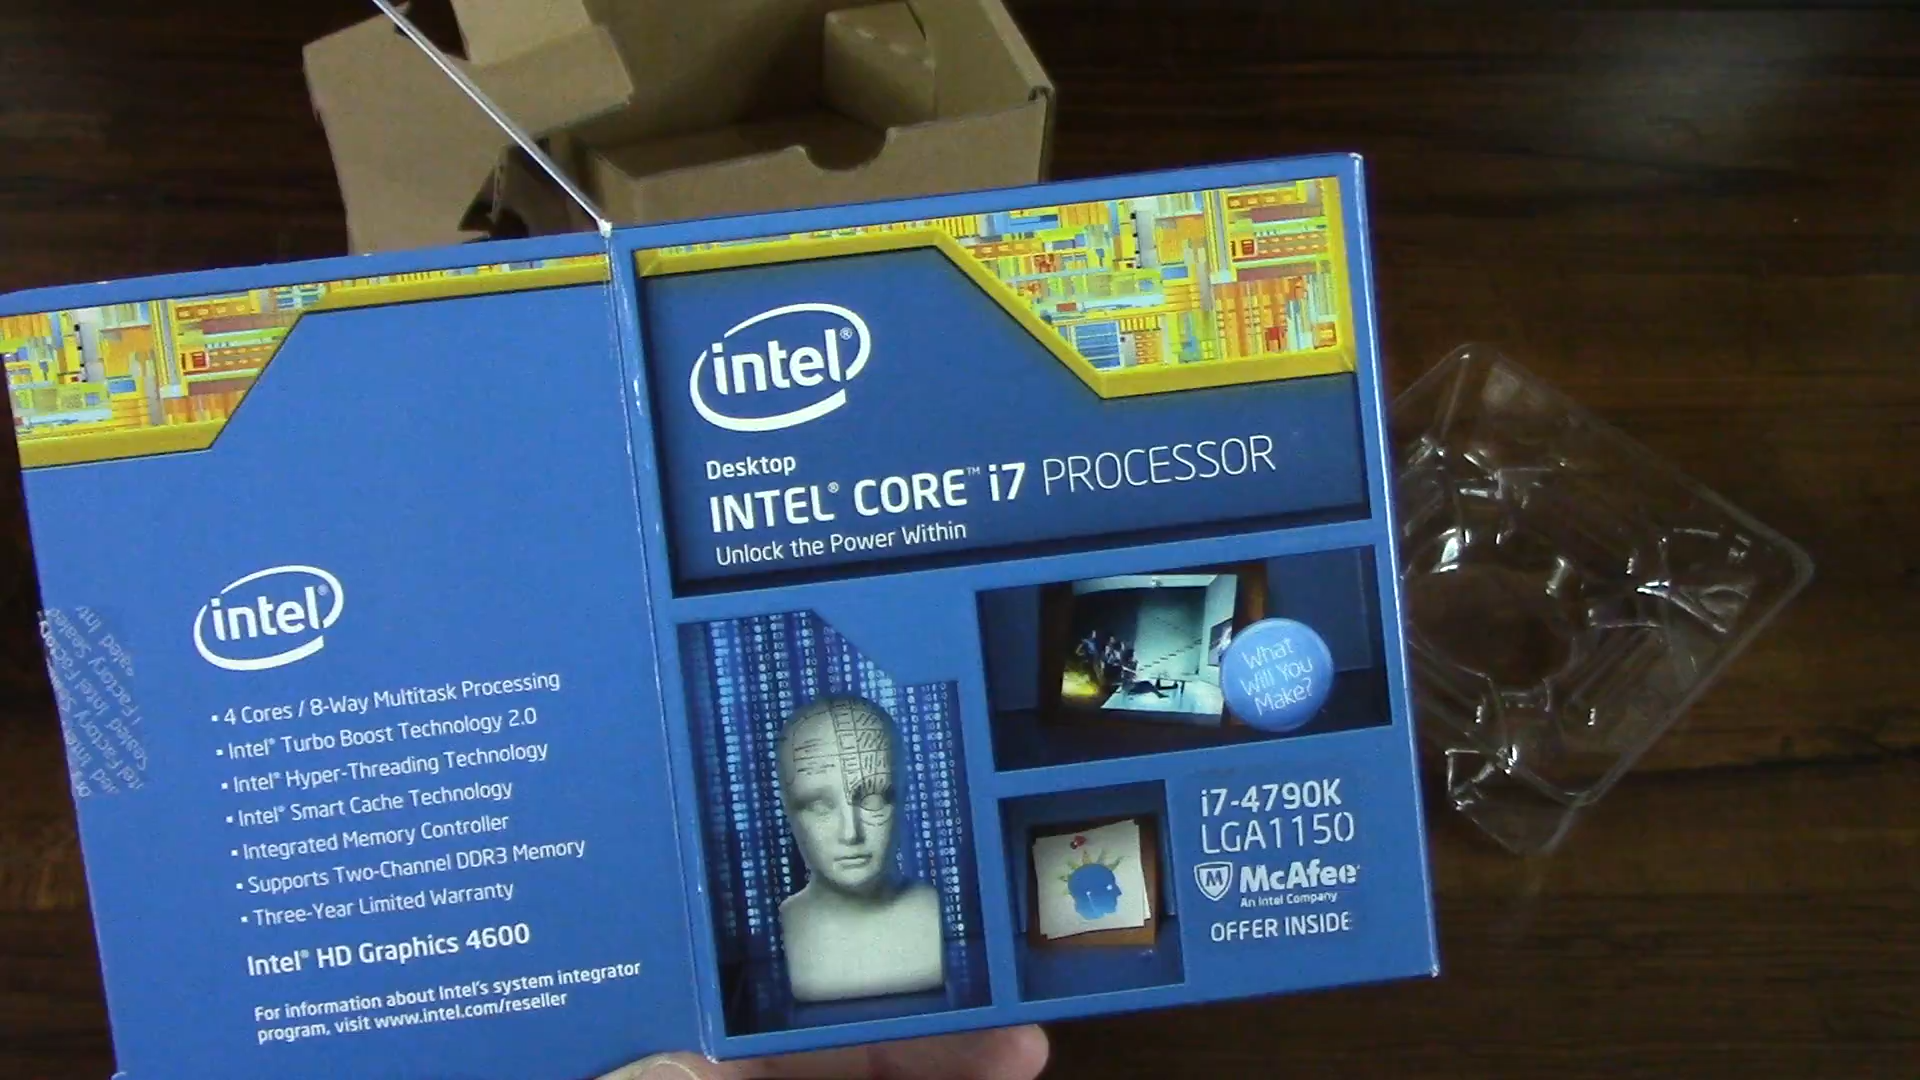 intel®
• 4 Cores / 8-Way Multitask Processing
• Intel® Turbo Boost Technology 2.0
• Intel® Hyper-Threading Technology
• Intel® Smart Cache Technology
• Integrated Memory Controller
• Supports Two-Channel DDR3 Memory
• Three-Year Limited Warranty
Intel® HD Graphics 4600
For information about Intel's system integrator
program, visit www.intel.com/reseller
intel®
Desktop
INTEL® CORE™ i7 PROCESSOR
Unlock the Power Within
What
Will You
Make?
i7-4790K
LGA1150
McAfee
An Intel Company
OFFER INSIDE